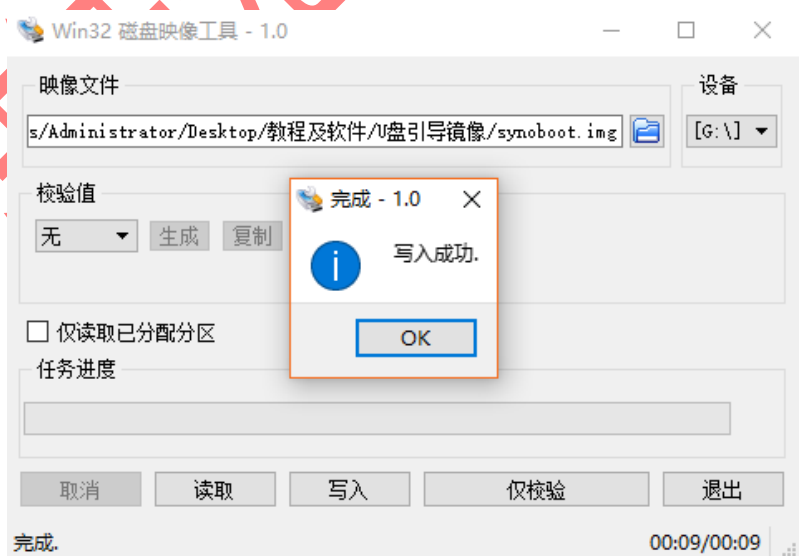 Win32 磁盘映像工具 - 1.0
映像文件
设备
s/Administrator/Desktop/教程及软件/U盘引导镜像/synoboot.img
[G:\]
校验值
无
生成
复制
完成 - 1.0
写入成功.
OK
仅读取已分配分区
任务进度
取消
读取
写入
仅校验
退出
完成.
00:09/00:09